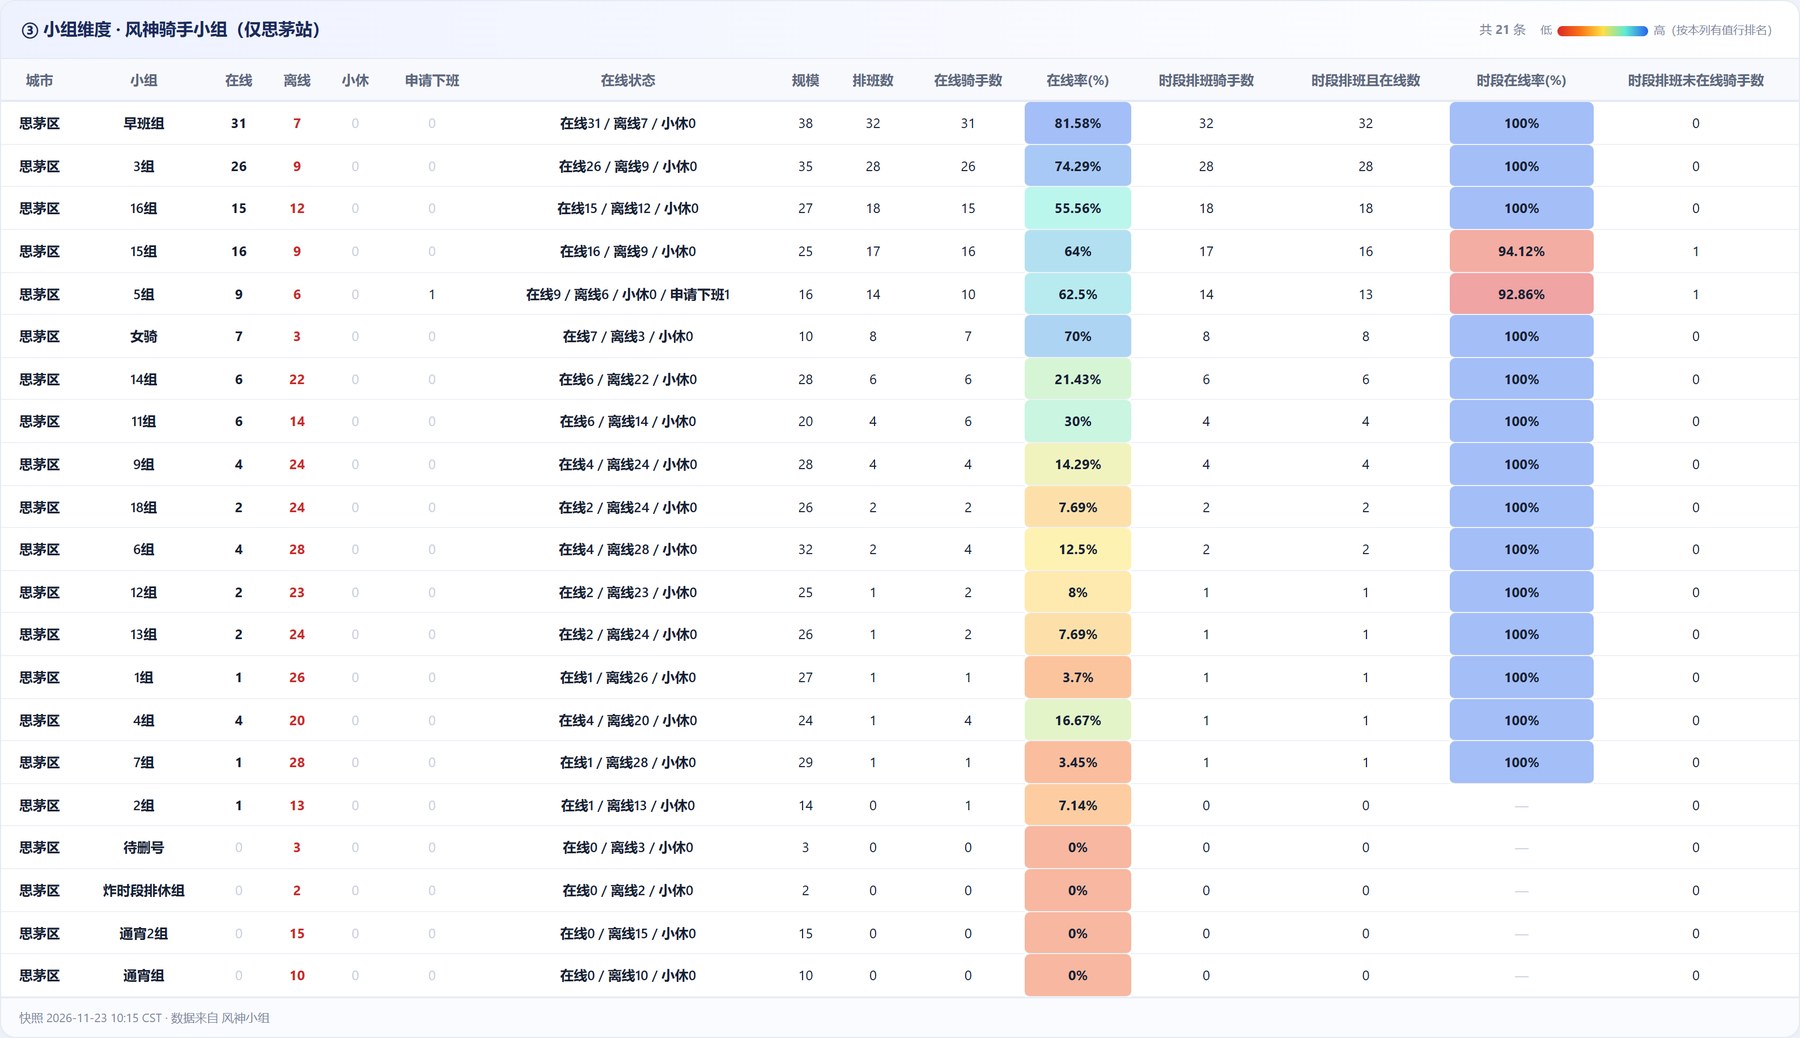 ③ 小组维度 · 风神骑手小组（仅思茅站）
共 21 条 低 高 (按本列有值行排名)
城市 小组 在线 离线 小休 申请下班 在线状态 规模 排班数 在线骑手数 在线率(%) 时段排班骑手数 时段排班且在线数 时段在线率(%) 时段排班未在线骑手数
思茅区 早班组 31 7 0 0 在线31 / 离线7 / 小休0 38 32 31 81.58% 32 32 100% 0
思茅区 3组 26 9 0 0 在线26 / 离线9 / 小休0 35 28 26 74.29% 28 28 100% 0
思茅区 16组 15 12 0 0 在线15 / 离线12 / 小休0 27 18 15 55.56% 18 18 100% 0
思茅区 15组 16 9 0 0 在线16 / 离线9 / 小休0 25 17 16 64% 17 16 94.12% 1
思茅区 5组 9 6 0 1 在线9 / 离线6 / 小休0 / 申请下班1 16 14 10 62.5% 14 13 92.86% 1
思茅区 女骑 7 3 0 0 在线7 / 离线3 / 小休0 10 8 7 70% 8 8 100% 0
思茅区 14组 6 22 0 0 在线6 / 离线22 / 小休0 28 6 6 21.43% 6 6 100% 0
思茅区 11组 6 14 0 0 在线6 / 离线14 / 小休0 20 4 6 30% 4 4 100% 0
思茅区 9组 4 24 0 0 在线4 / 离线24 / 小休0 28 4 4 14.29% 4 4 100% 0
思茅区 18组 2 24 0 0 在线2 / 离线24 / 小休0 26 2 2 7.69% 2 2 100% 0
思茅区 6组 4 28 0 0 在线4 / 离线28 / 小休0 32 2 4 12.5% 2 2 100% 0
思茅区 12组 2 23 0 0 在线2 / 离线23 / 小休0 25 1 2 8% 1 1 100% 0
思茅区 13组 2 24 0 0 在线2 / 离线24 / 小休0 26 1 2 7.69% 1 1 100% 0
思茅区 1组 1 26 0 0 在线1 / 离线26 / 小休0 27 1 1 3.7% 1 1 100% 0
思茅区 4组 4 20 0 0 在线4 / 离线20 / 小休0 24 1 4 16.67% 1 1 100% 0
思茅区 7组 1 28 0 0 在线1 / 离线28 / 小休0 29 1 1 3.45% 1 1 100% 0
思茅区 2组 1 13 0 0 在线1 / 离线13 / 小休0 14 0 1 7.14% 0 0 — 0
思茅区 待删号 0 3 0 0 在线0 / 离线3 / 小休0 3 0 0 0% 0 0 — 0
思茅区 炸时段排休组 0 2 0 0 在线0 / 离线2 / 小休0 2 0 0 0% 0 0 — 0
思茅区 通宵2组 0 15 0 0 在线0 / 离线15 / 小休0 15 0 0 0% 0 0 — 0
思茅区 通宵组 0 10 0 0 在线0 / 离线10 / 小休0 10 0 0 0% 0 0 — 0
快照 2026-11-23 10:15 CST · 数据来自 风神小组